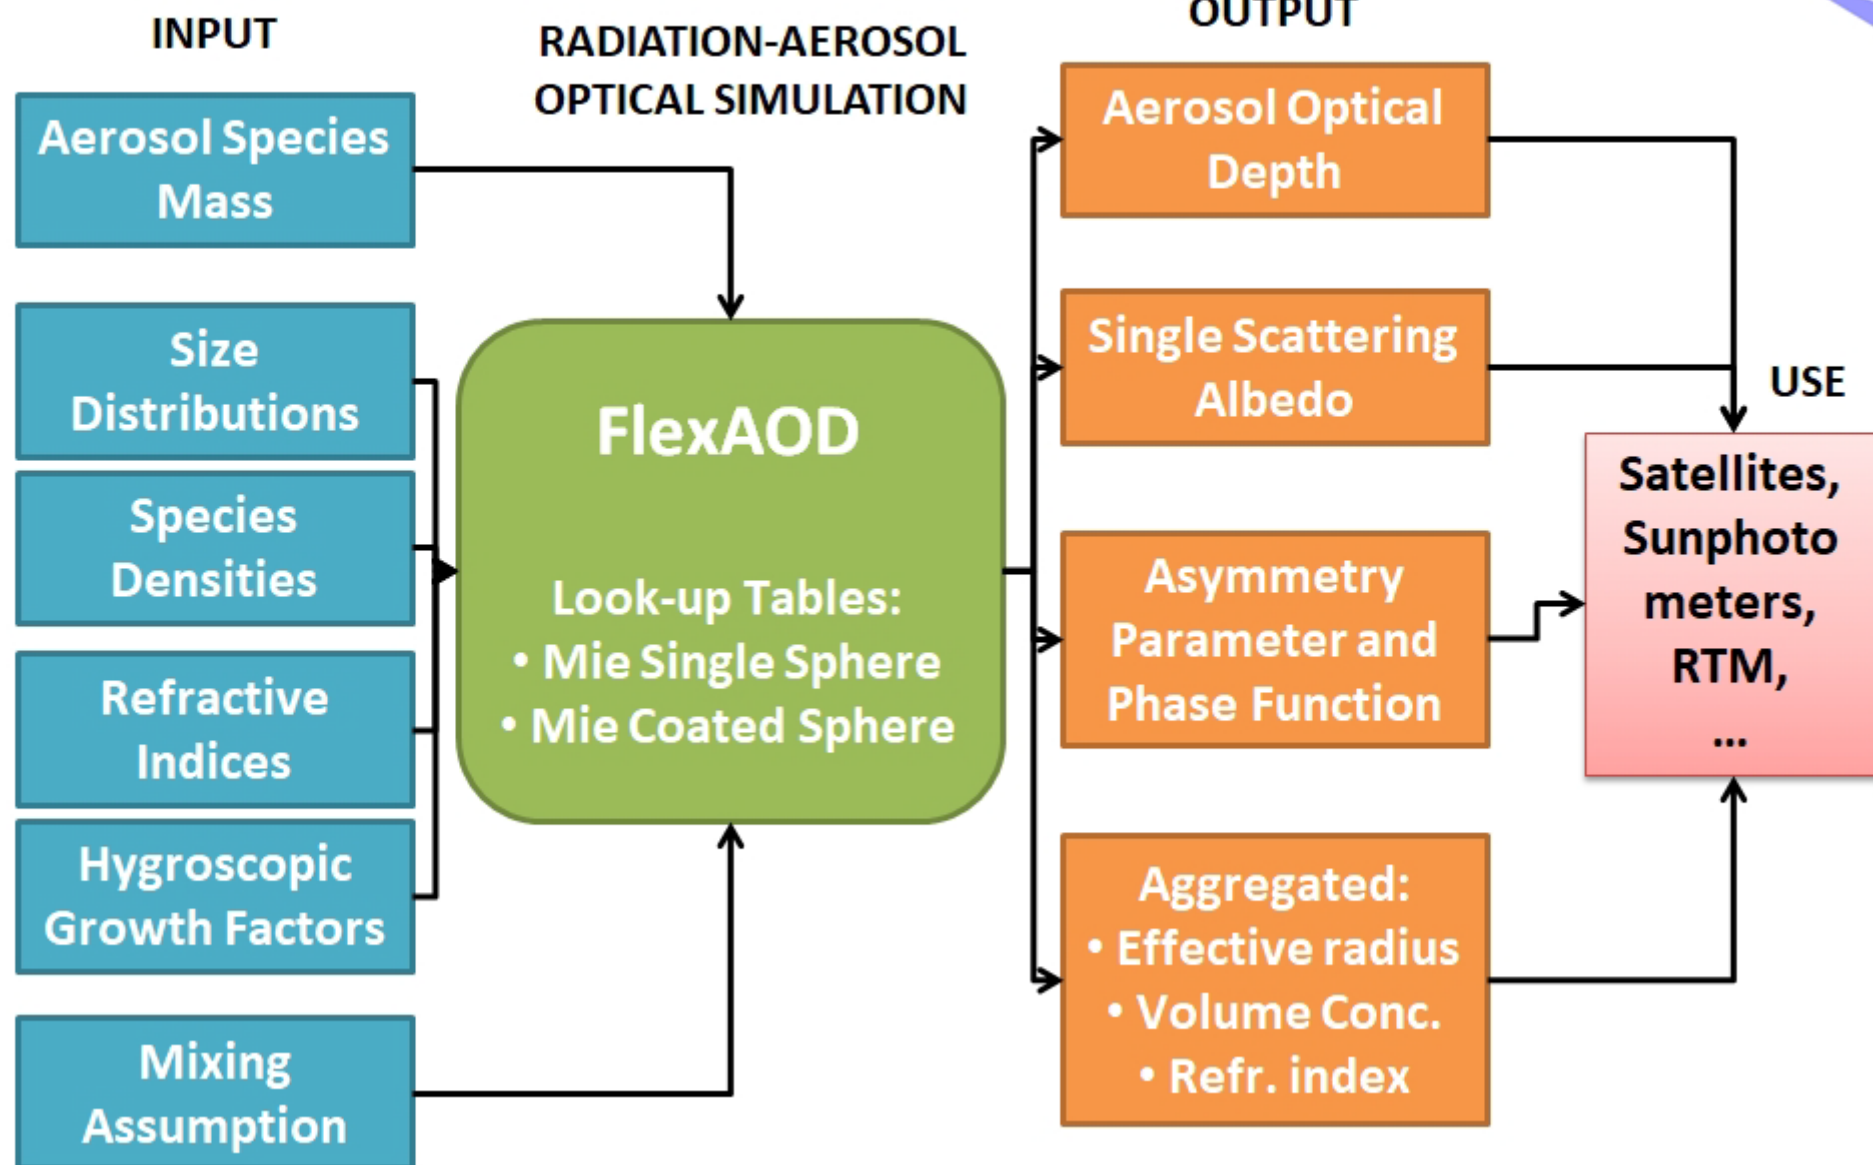 INPUT
Aerosol Species
Mass
Size
Distributions
Species
Densities
Refractive
Indices
Hygroscopic
Growth Factors
Mixing
Assumption
RADIATION-AEROSOL
OPTICAL SIMULATION
FlexAOD
Look-up Tables:
• Mie Single Sphere
• Mie Coated Sphere
OUTPUT
Aerosol Optical
Depth
Single Scattering
Albedo
Asymmetry
Parameter and
Phase Function
Aggregated:
• Effective radius
• Volume Conc.
• Refr. index
USE
Satellites,
Sunphoto
meters,
RTM,
...